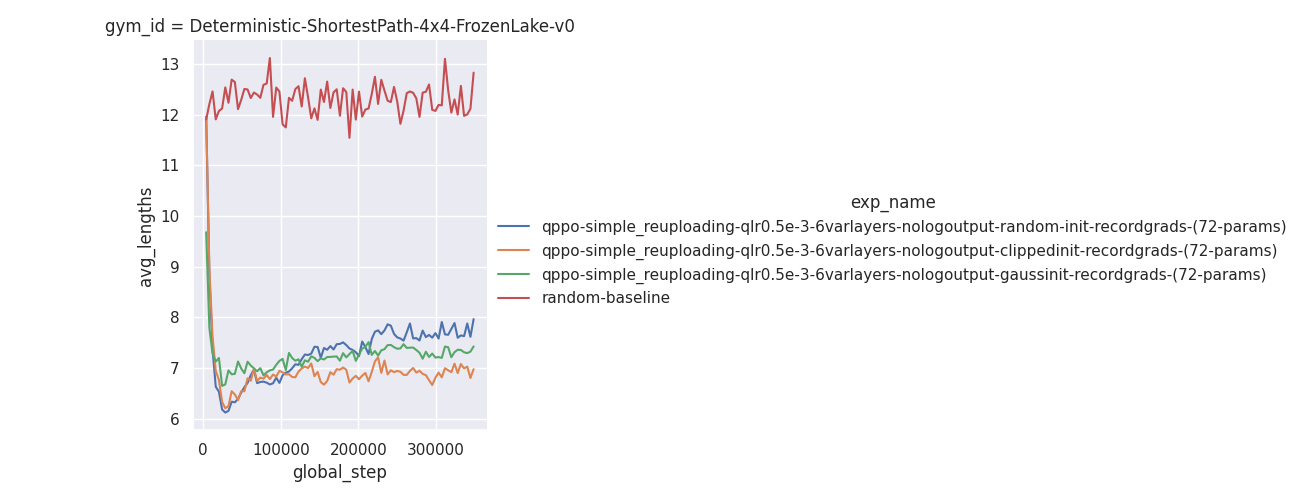 gym_id = Deterministic-ShortestPath-4x4-FrozenLake-v0
13
12
11
10
9
8
7
6
avg_lengths
0
100000
200000
300000
global_step
exp_name
qppo-simple_reuploading-qlr0.5e-3-6varlayers-nologoutput-random-init-recordgrads-(72-params)
qppo-simple_reuploading-qlr0.5e-3-6varlayers-nologoutput-clippedinit-recordgrads-(72-params)
qppo-simple_reuploading-qlr0.5e-3-6varlayers-nologoutput-gaussinit-recordgrads-(72-params)
random-baseline